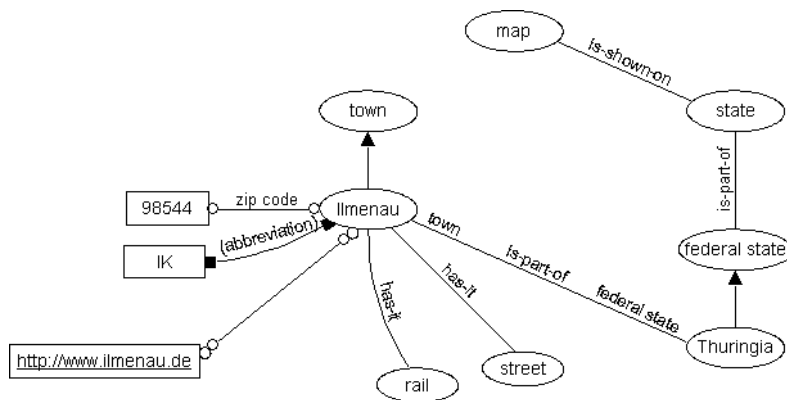 map
is-shown-on
town
state
98544
zip code
Ilmenau
is-part-of
(abbreviation)
town
IK
is-part-of
federal state
has-it
has-it
federal state
http://www.ilmenau.de
Thuringia
street
rail